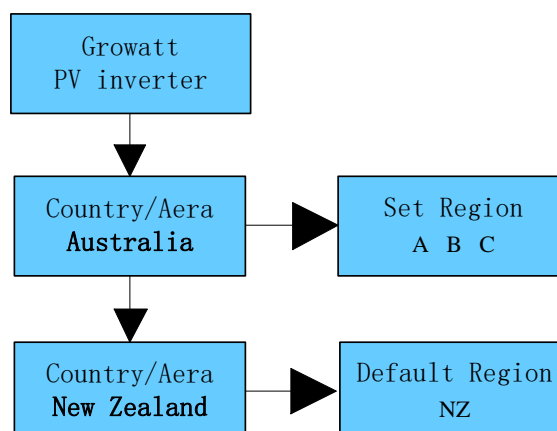 Growatt
PV inverter
Country/Aera
Australia
Set Region
A B C
Country/Aera
New Zealand
Default Region
NZ